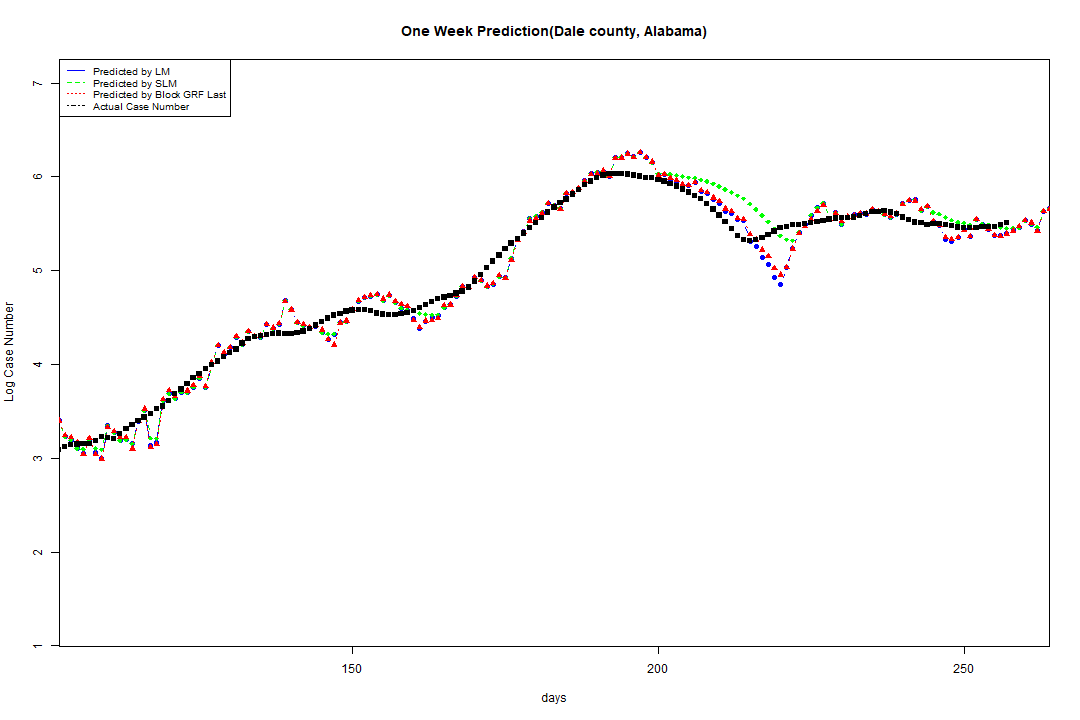 One Week Prediction(Dale county, Alabama)
Predicted by LM
Predicted by SLM
Predicted by Block GRF Last
Actual Case Number
7
6
5
4
3
2
1
Log Case Number
150
200
250
days